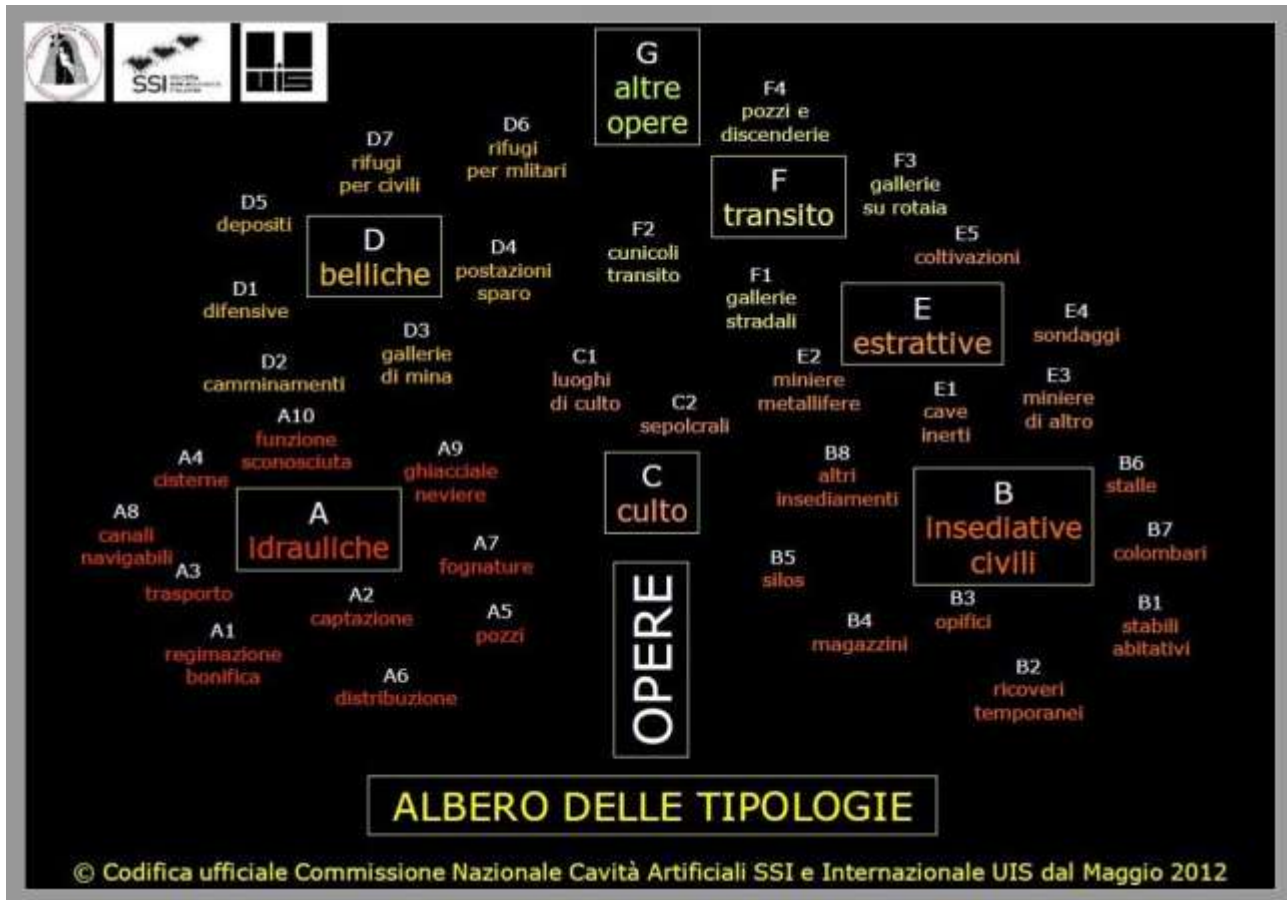 SSI
UIS
G
altre
opere
F4
pozzi e
discenderie
D6
rifugi
per mlitari
D7
rifugi
per civili
F3
gallerie
su rotaia
F
transito
D5
depositi
D
belliche
D4
postazioni
sparo
F2
cunicoli
transito
E5
coltivazioni
F1
gallerie
stradali
D1
difensive
E
estrattive
E4
sondaggi
D3
gallerie
di mina
D2
camminamenti
C1
luoghi
di culto
E2
miniere
metallifere
E1
cave
inerti
E3
miniere
di altro
C2
sepolcrali
A10
funzione
sconosciuta
A4
cisterne
A9
ghiacciale
neviere
C
culto
B8
altri
insediamenti
B
insediative
civili
B6
stalle
A
idrauliche
A8
canali
navigabili
A7
fognature
B7
colombari
B5
silos
A3
trasporto
A2
captazione
A5
pozzi
B4
magazzini
B3
opifici
B1
stabili
abitativi
A1
regimazione
bonifica
A6
distribuzione
B2
ricoveri
temporanei
OPERE
ALBERO DELLE TIPOLOGIE
© Codifica ufficiale Commissione Nazionale Cavità Artificiali SSI e Internazionale UIS dal Maggio 2012